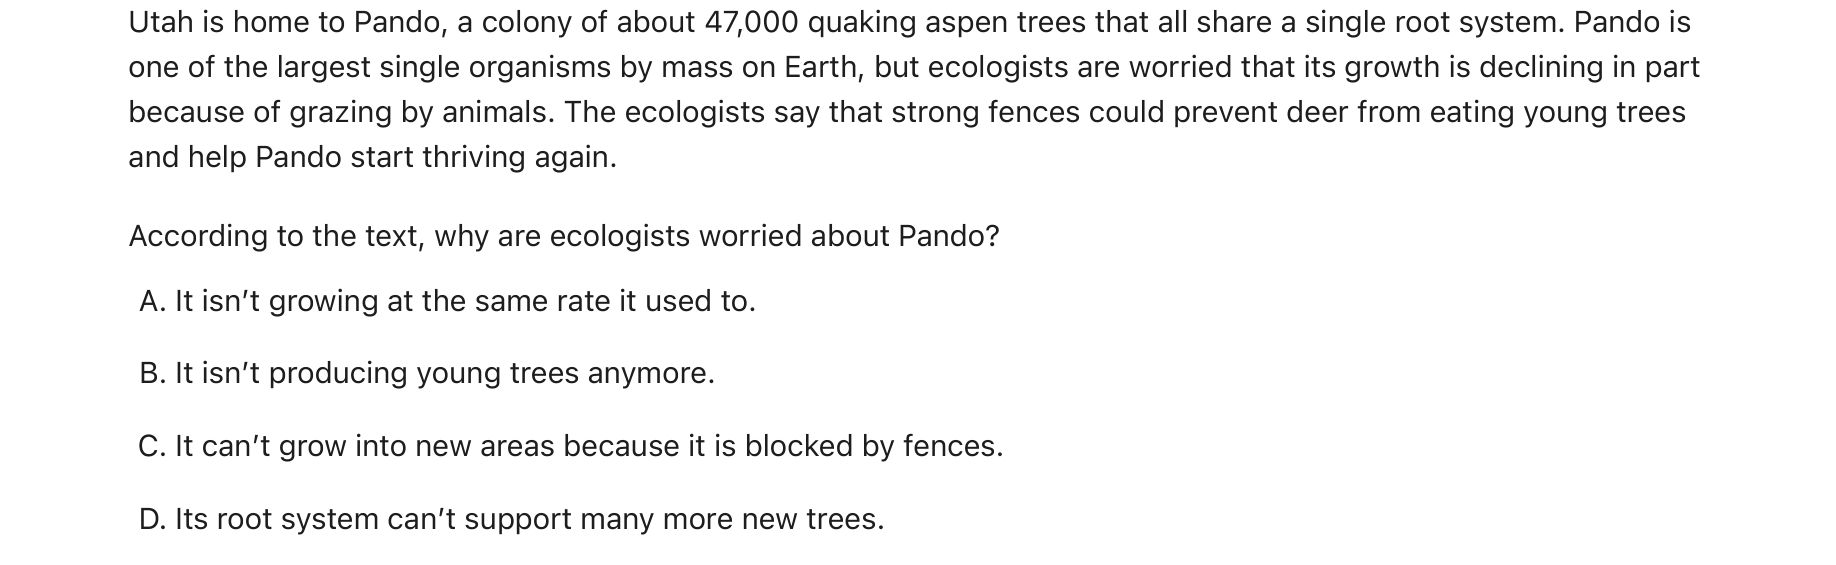 Utah is home to Pando, a colony of about 47,000 quaking aspen trees that all share a single root system. Pando is
one of the largest single organisms by mass on Earth, but ecologists are worried that its growth is declining in part
because of grazing by animals. The ecologists say that strong fences could prevent deer from eating young trees
and help Pando start thriving again.
According to the text, why are ecologists worried about Pando?
A. It isn’t growing at the same rate it used to.
B. It isn’t producing young trees anymore.
C. It can’t grow into new areas because it is blocked by fences.
D. Its root system can’t support many more new trees.